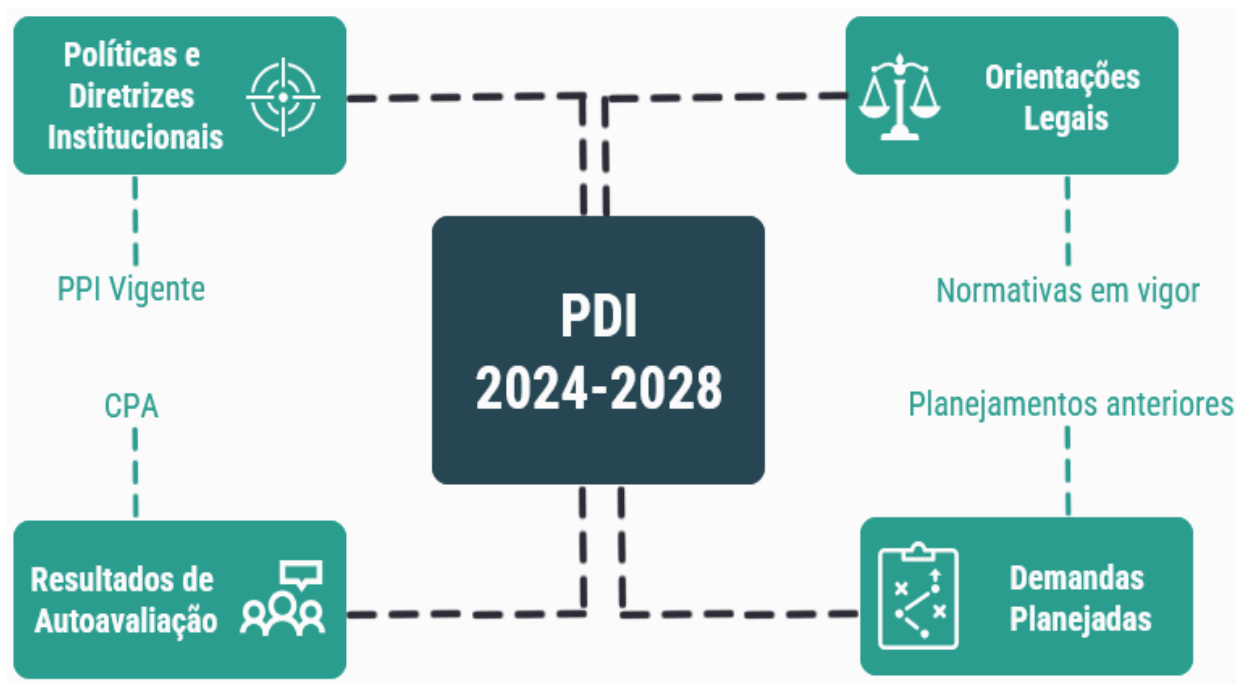 Políticas e
Diretrizes
Institucionais
Orientações
Legais
PPI Vigente
Normativas em vigor
PDI
2024-2028
CPA
Planejamentos anteriores
Resultados de
Autoavaliação
Demandas
Planejadas